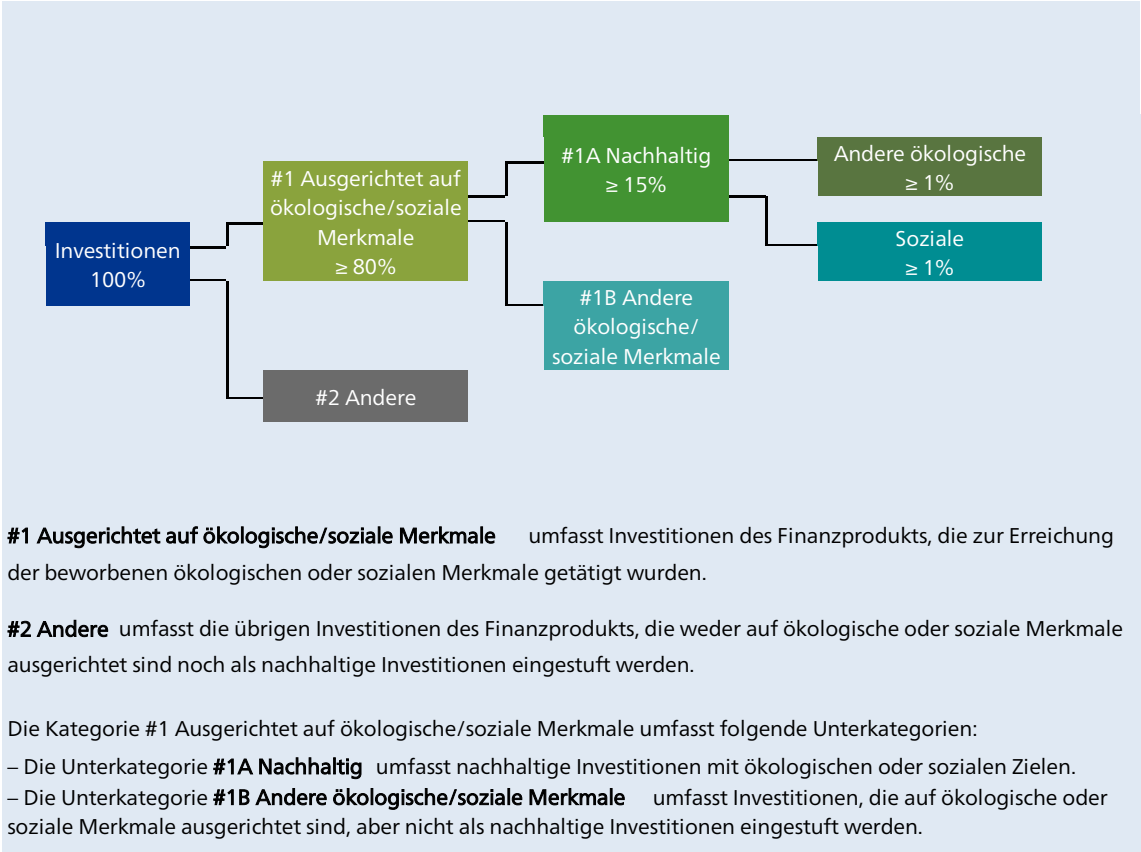 Investitionen
100%
#1 Ausgerichtet auf
ökologische/soziale
Merkmale
≥ 80%
#2 Andere
#1A Nachhaltig
≥ 15%
#1B Andere
ökologische/
soziale Merkmale
Andere ökologische
≥ 1%
Soziale
≥ 1%
#1 Ausgerichtet auf ökologische/soziale Merkmale umfasst Investitionen des Finanzprodukts, die zur Erreichung
der beworbenen ökologischen oder sozialen Merkmale getätigt wurden.
#2 Andere umfasst die übrigen Investitionen des Finanzprodukts, die weder auf ökologische oder soziale Merkmale
ausgerichtet sind noch als nachhaltige Investitionen eingestuft werden.
Die Kategorie #1 Ausgerichtet auf ökologische/soziale Merkmale umfasst folgende Unterkategorien:
– Die Unterkategorie #1A Nachhaltig umfasst nachhaltige Investitionen mit ökologischen oder sozialen Zielen.
– Die Unterkategorie #1B Andere ökologische/soziale Merkmale umfasst Investitionen, die auf ökologische oder
soziale Merkmale ausgerichtet sind, aber nicht als nachhaltige Investitionen eingestuft werden.